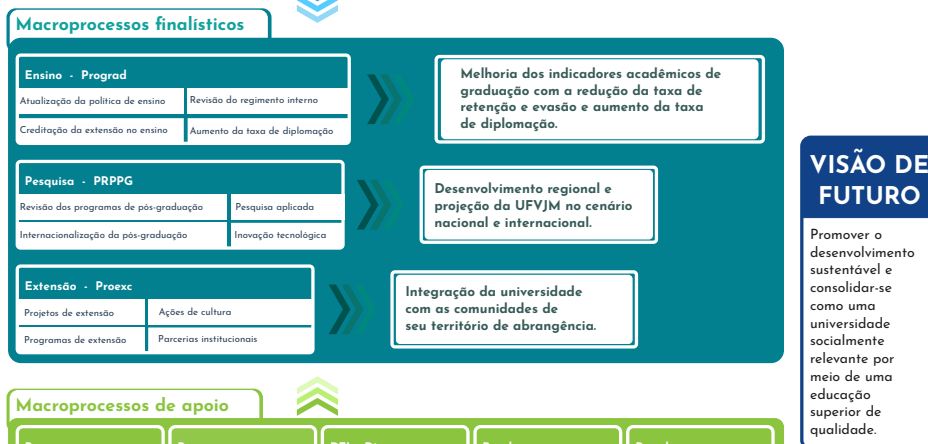 Macroprocessos finalísticos
Ensino - Prograd
Atualização da política de ensino
Revisão do regimento interno
Creditação da extensão no ensino
Aumento da taxa de diplomação
Melhoria dos indicadores acadêmicos de
graduação com a redução da taxa de
retenção e evasão e aumento da taxa
de diplomação.
Pesquisa - PRPPG
Revisão dos programas de pós-graduação
Pesquisa aplicada
Internacionalização da pós-graduação
Inovação tecnológica
Desenvolvimento regional e
projeção da UFVJM no cenário
nacional e internacional.
Extensão - Proexc
Projetos de extensão
Ações de cultura
Programas de extensão
Parcerias institucionais
Integração da universidade
com as comunidades de
seu território de abrangência.
VISÃO DE
FUTURO
Promover o
desenvolvimento
sustentável e
consolidar-se
como uma
universidade
socialmente
relevante por
meio de uma
educação
superior de
qualidade.
Macroprocessos de apoio